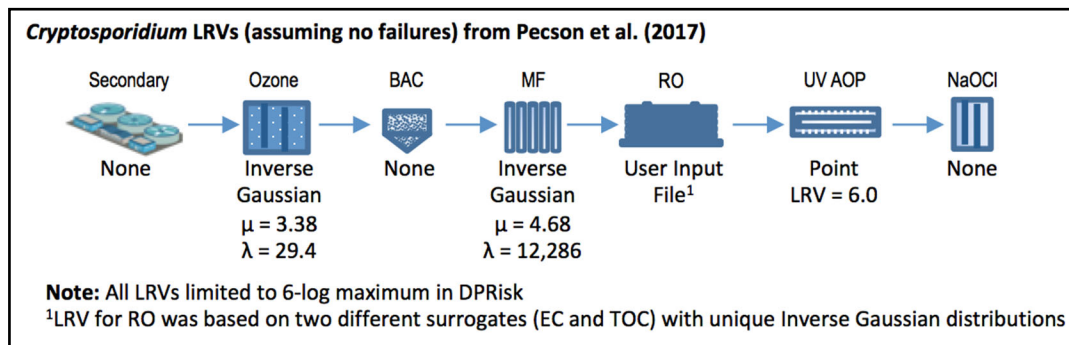 Cryptosporidium LRVs (assuming no failures) from Pecson et al. (2017)
Secondary
Ozone
BAC
MF
RO
UV AOP
NaOCl
None
Inverse
Gaussian
μ = 3.38
λ = 29.4
None
Inverse
Gaussian
μ = 4.68
λ = 12,286
User Input
File¹
Point
LRV = 6.0
None
Note: All LRVs limited to 6-log maximum in DPRisk
¹LRV for RO was based on two different surrogates (EC and TOC) with unique Inverse Gaussian distributions